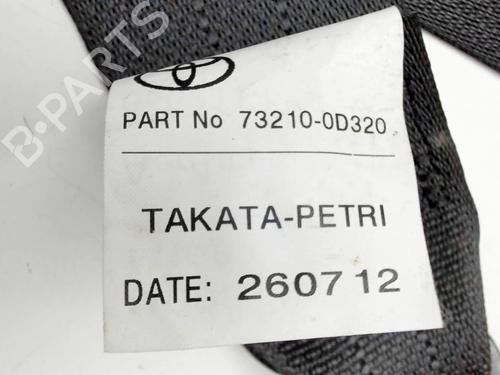 B-PARTS
PART No 73210-0D320
TAKATA-PETRI
DATE: 260712